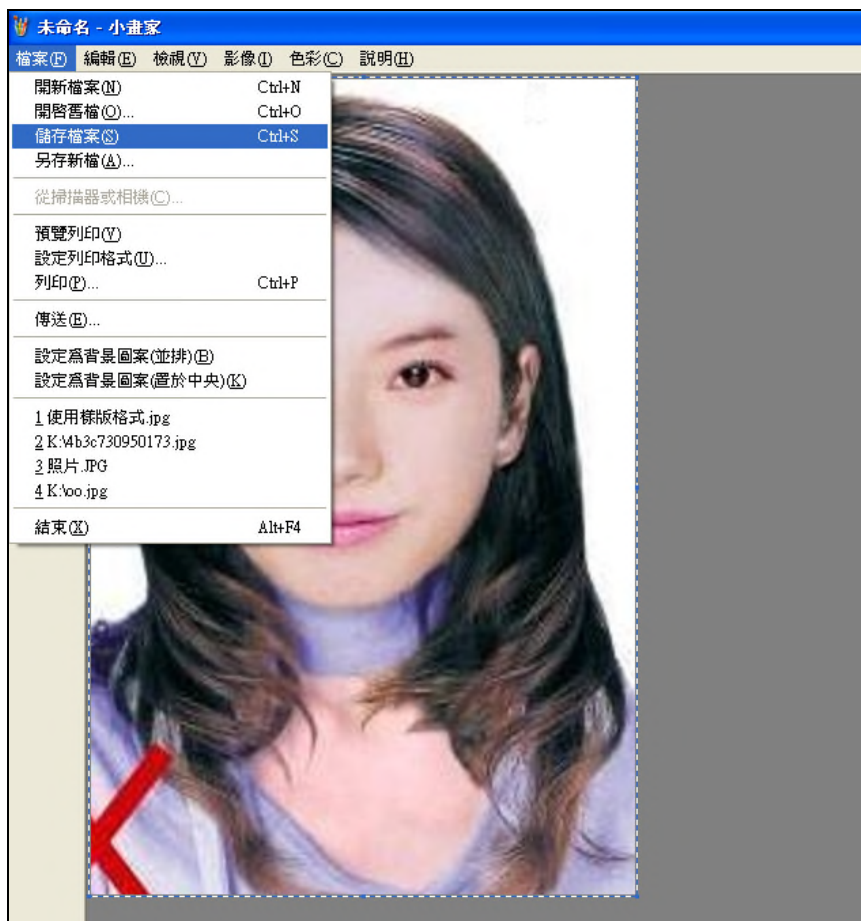 未命名 - 小畫家
檔案(F) 編輯(E) 檢視(V) 影像(I) 色彩(C) 說明(H)
開新檔案(N) Ctrl+N
開啓舊檔(O)... Ctrl+O
儲存檔案(S) Ctrl+S
另存新檔(A)...
從掃描器或相機(C)...
預覽列印(V)
設定列印格式(U)...
列印(P)... Ctrl+P
傳送(E)...
設定爲背景圖案(並排)(B)
設定爲背景圖案(置於中央)(K)
1 使用樣版格式.jpg
2 K:\4b3c730950173.jpg
3 照片.JPG
4 K:\oo.jpg
結束(X) Alt+F4